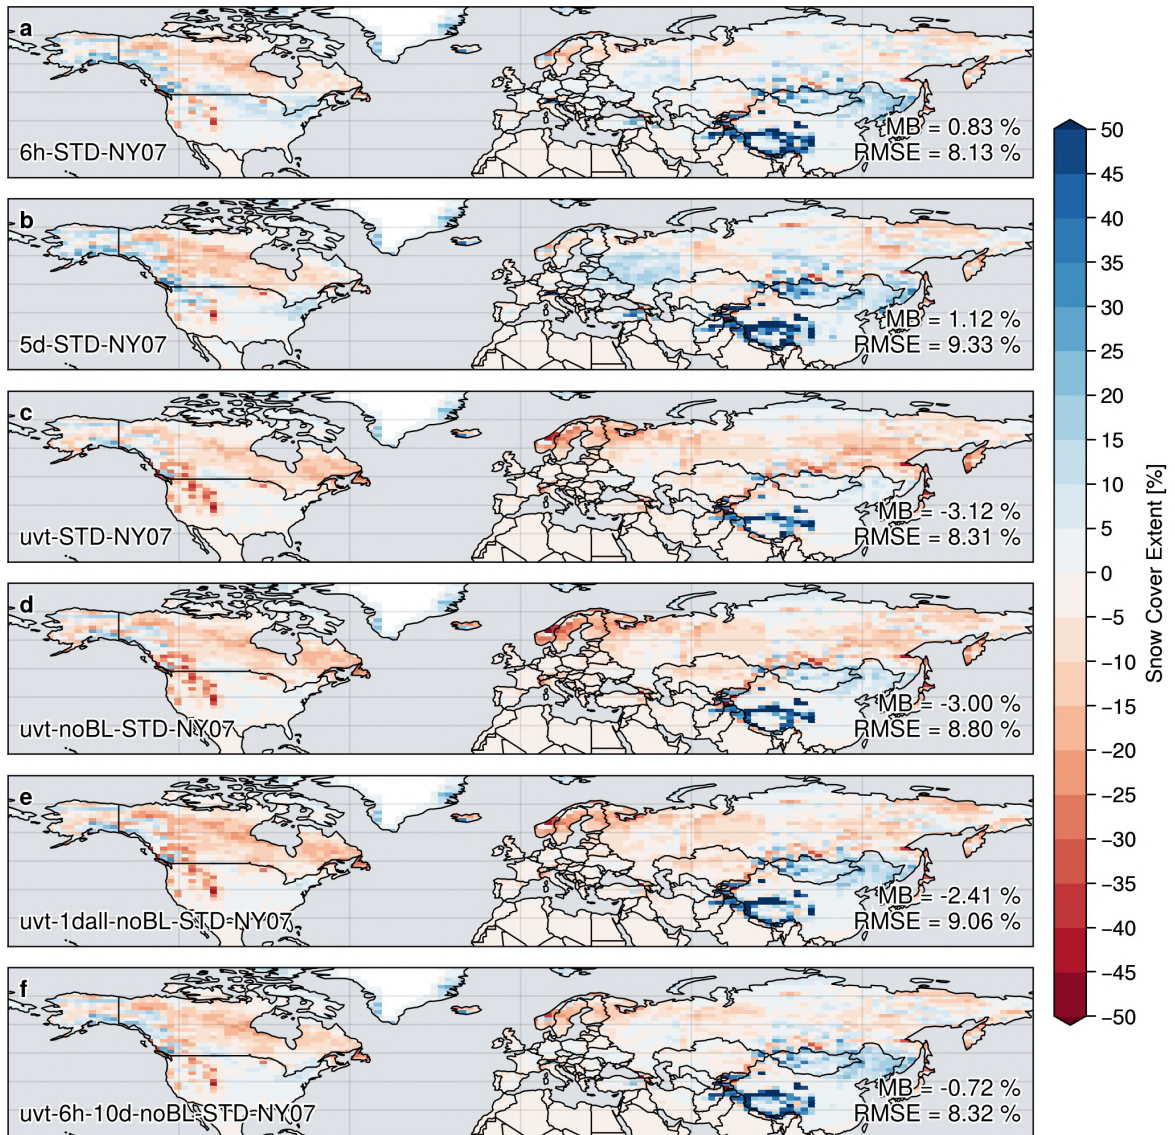 a
6h-STD-NY07
MB = 0.83 %
RMSE = 8.13 %
b
5d-STD-NY07
MB = 1.12 %
RMSE = 9.33 %
c
uvt-STD-NY07
MB = -3.12 %
RMSE = 8.31 %
d
uvt-noBL-STD-NY07
MB = -3.00 %
RMSE = 8.80 %
e
uvt-1dall-noBL-STD-NY07
MB = -2.41 %
RMSE = 9.06 %
f
uvt-6h-10d-noBL-STD-NY07
MB = -0.72 %
RMSE = 8.32 %
50
45
40
35
30
25
20
15
10
5
0
−5
−10
−15
−20
−25
−30
−35
−40
−45
−50
Snow Cover Extent [%]